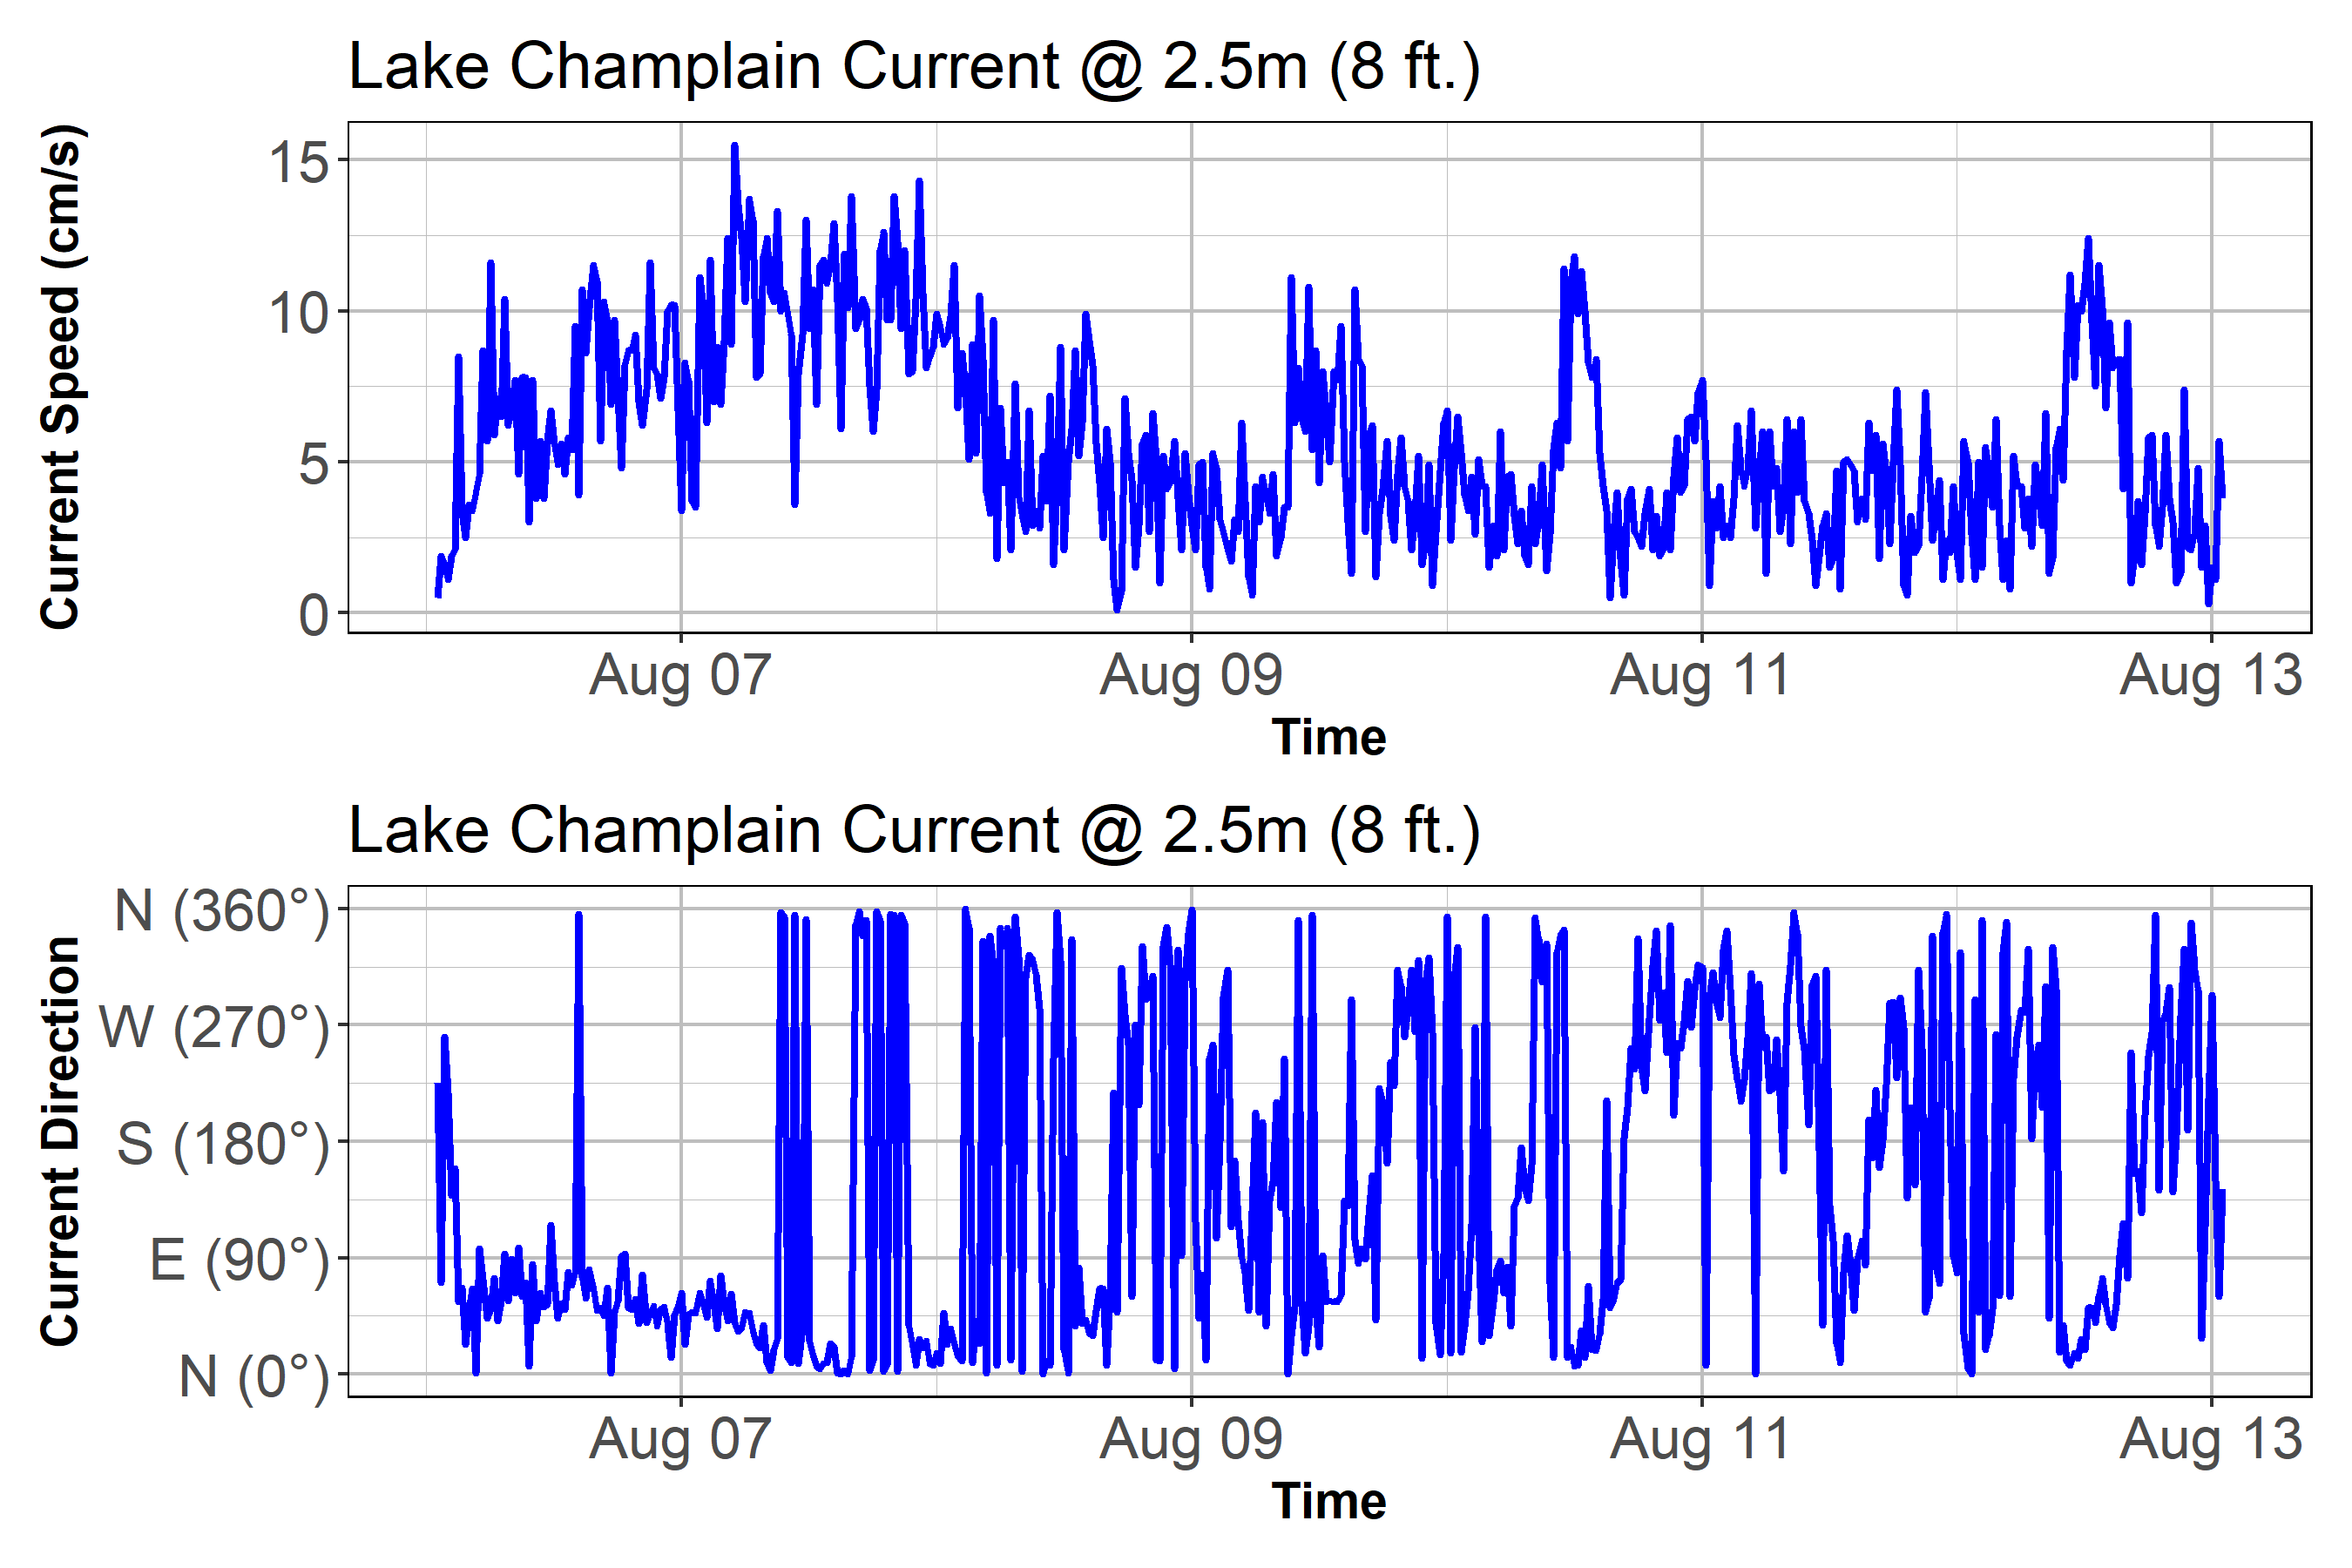 Lake Champlain Current @ 2.5m (8 ft.)
Current Speed (cm/s)
15
10
5
0
Aug 07 Aug 09 Aug 11 Aug 13
Time
Lake Champlain Current @ 2.5m (8 ft.)
Current Direction
N (360°)
W (270°)
S (180°)
E (90°)
N (0°)
Aug 07 Aug 09 Aug 11 Aug 13
Time